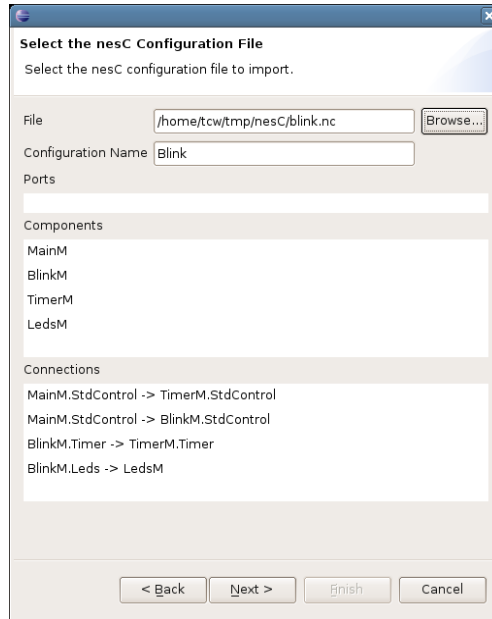 Select the nesC Configuration File
Select the nesC configuration file to import.
File /home/tcw/tmp/nesC/blink.nc Browse...
Configuration Name Blink
Ports
Components
MainM
BlinkM
TimerM
LedsM
Connections
MainM.StdControl -> TimerM.StdControl
MainM.StdControl -> BlinkM.StdControl
BlinkM.Timer -> TimerM.Timer
BlinkM.Leds -> LedsM
< Back Next > Finish Cancel